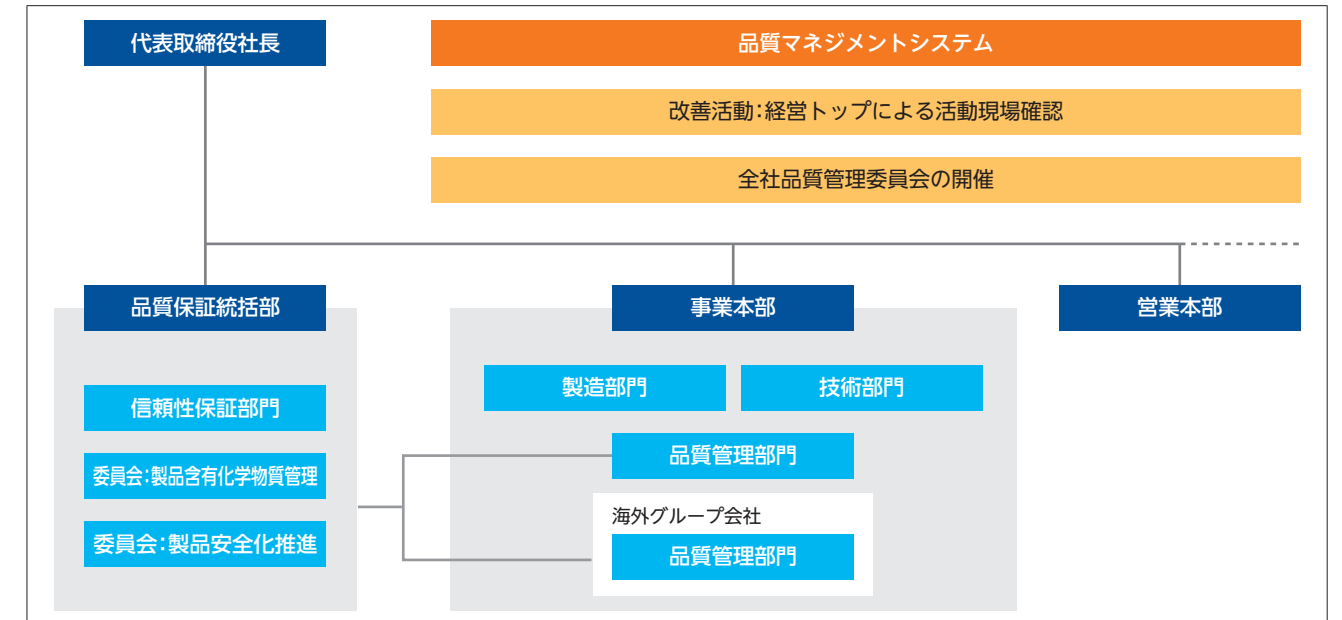 代表取締役社長
品質マネジメントシステム
改善活動：経営トップによる活動現場確認
全社品質管理委員会の開催
品質保証統括部
事業本部
営業本部
信頼性保証部門
委員会：製品含有化学物質管理
委員会：製品安全化推進
製造部門
技術部門
品質管理部門
海外グループ会社
品質管理部門